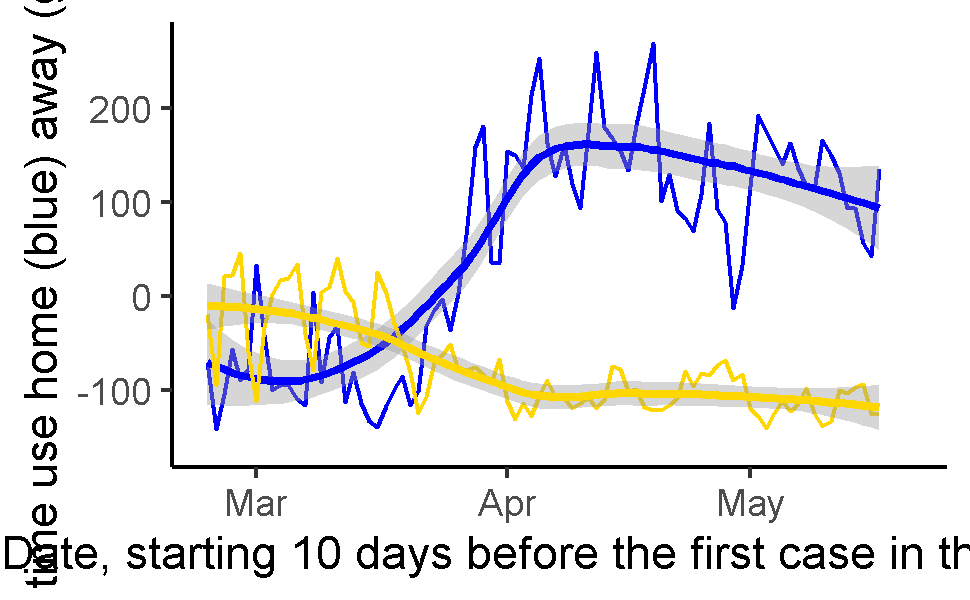 time use home (blue) away (
200
100
0
-100
Mar Apr May
Date, starting 10 days before the first case in th